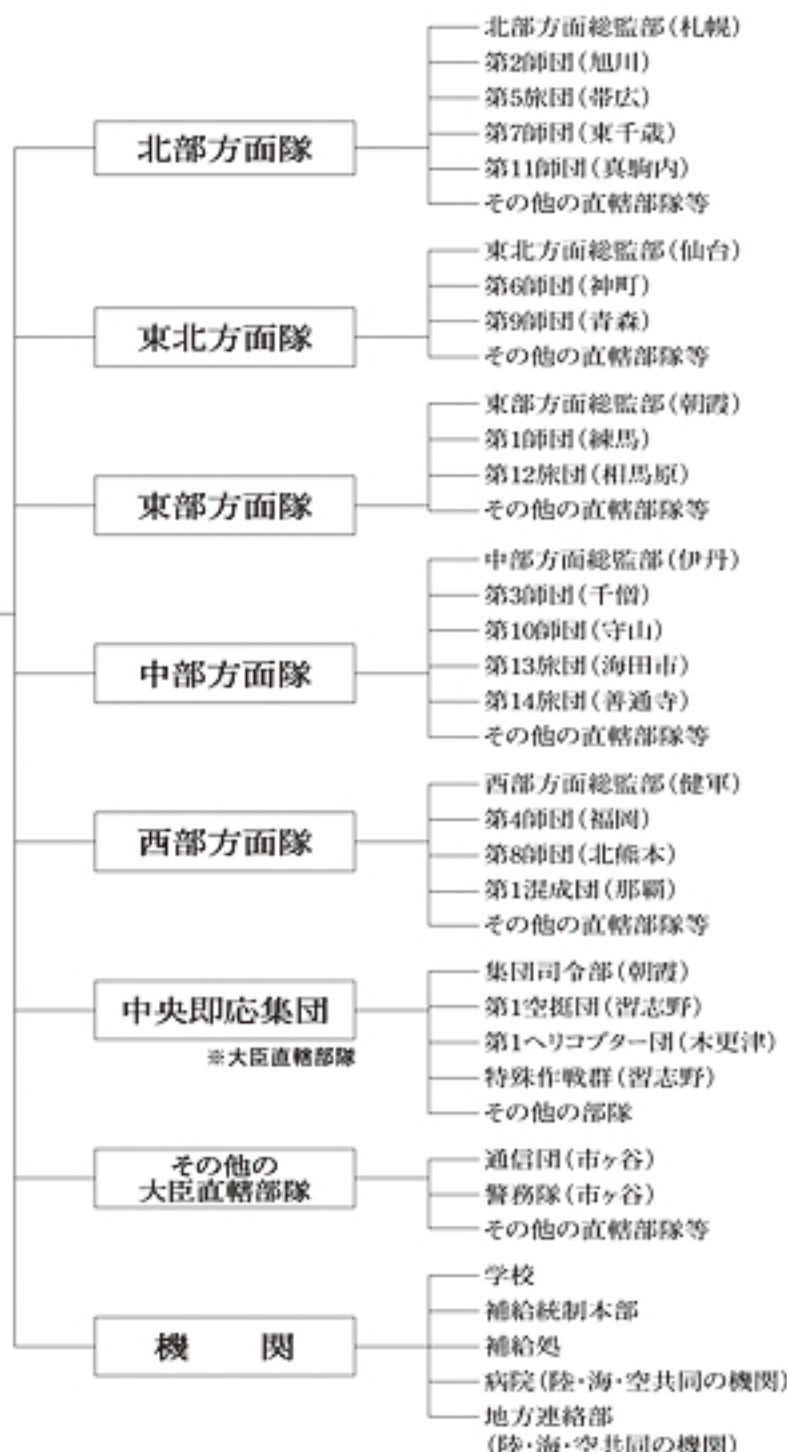 北部方面隊
北部方面総監部(札幌)
第2師団(旭川)
第5旅団(帯広)
第7師団(東千歳)
第11師団(真駒内)
その他の直轄部隊等
東北方面隊
東北方面総監部(仙台)
第6師団(神町)
第9師団(青森)
その他の直轄部隊等
東部方面隊
東部方面総監部(朝霞)
第1師団(練馬)
第12旅団(相馬原)
その他の直轄部隊等
中部方面隊
中部方面総監部(伊丹)
第3師団(千僧)
第10師団(守山)
第13旅団(海田市)
第14旅団(善通寺)
その他の直轄部隊等
西部方面隊
西部方面総監部(健軍)
第4師団(福岡)
第8師団(北熊本)
第1混成団(那覇)
その他の直轄部隊等
中央即応集団
※大臣直轄部隊
集団司令部(朝霞)
第1空挺団(習志野)
第1ヘリコプター団(木更津)
特殊作戦群(習志野)
その他の部隊
その他の
大臣直轄部隊
通信団(市ヶ谷)
警務隊(市ヶ谷)
その他の直轄部隊等
機 関
学校
補給統制本部
補給処
病院(陸・海・空共同の機関)
地方連絡部
(陸・海・空共同の機関)